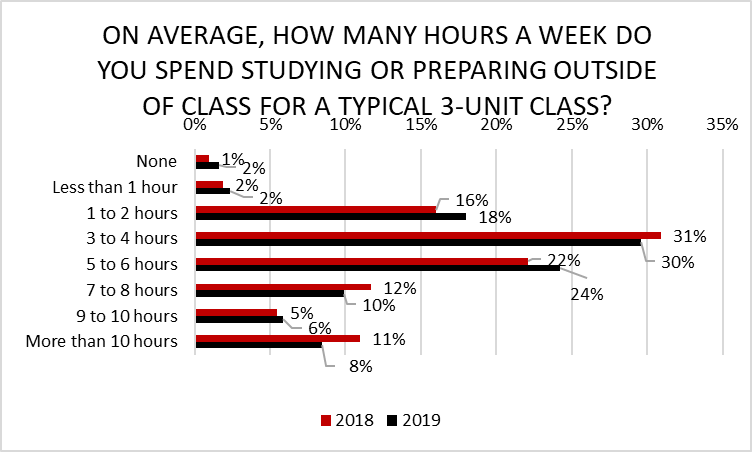 ON AVERAGE, HOW MANY HOURS A WEEK DO
YOU SPEND STUDYING OR PREPARING OUTSIDE
OF CLASS FOR A TYPICAL 3-UNIT CLASS?
0% 5% 10% 15% 20% 25% 30% 35%
None 1%
2%
Less than 1 hour 2%
2%
1 to 2 hours 16%
18%
3 to 4 hours 31%
30%
5 to 6 hours 22%
24%
7 to 8 hours 12%
10%
9 to 10 hours 5%
6%
More than 10 hours 11%
8%
2018 2019